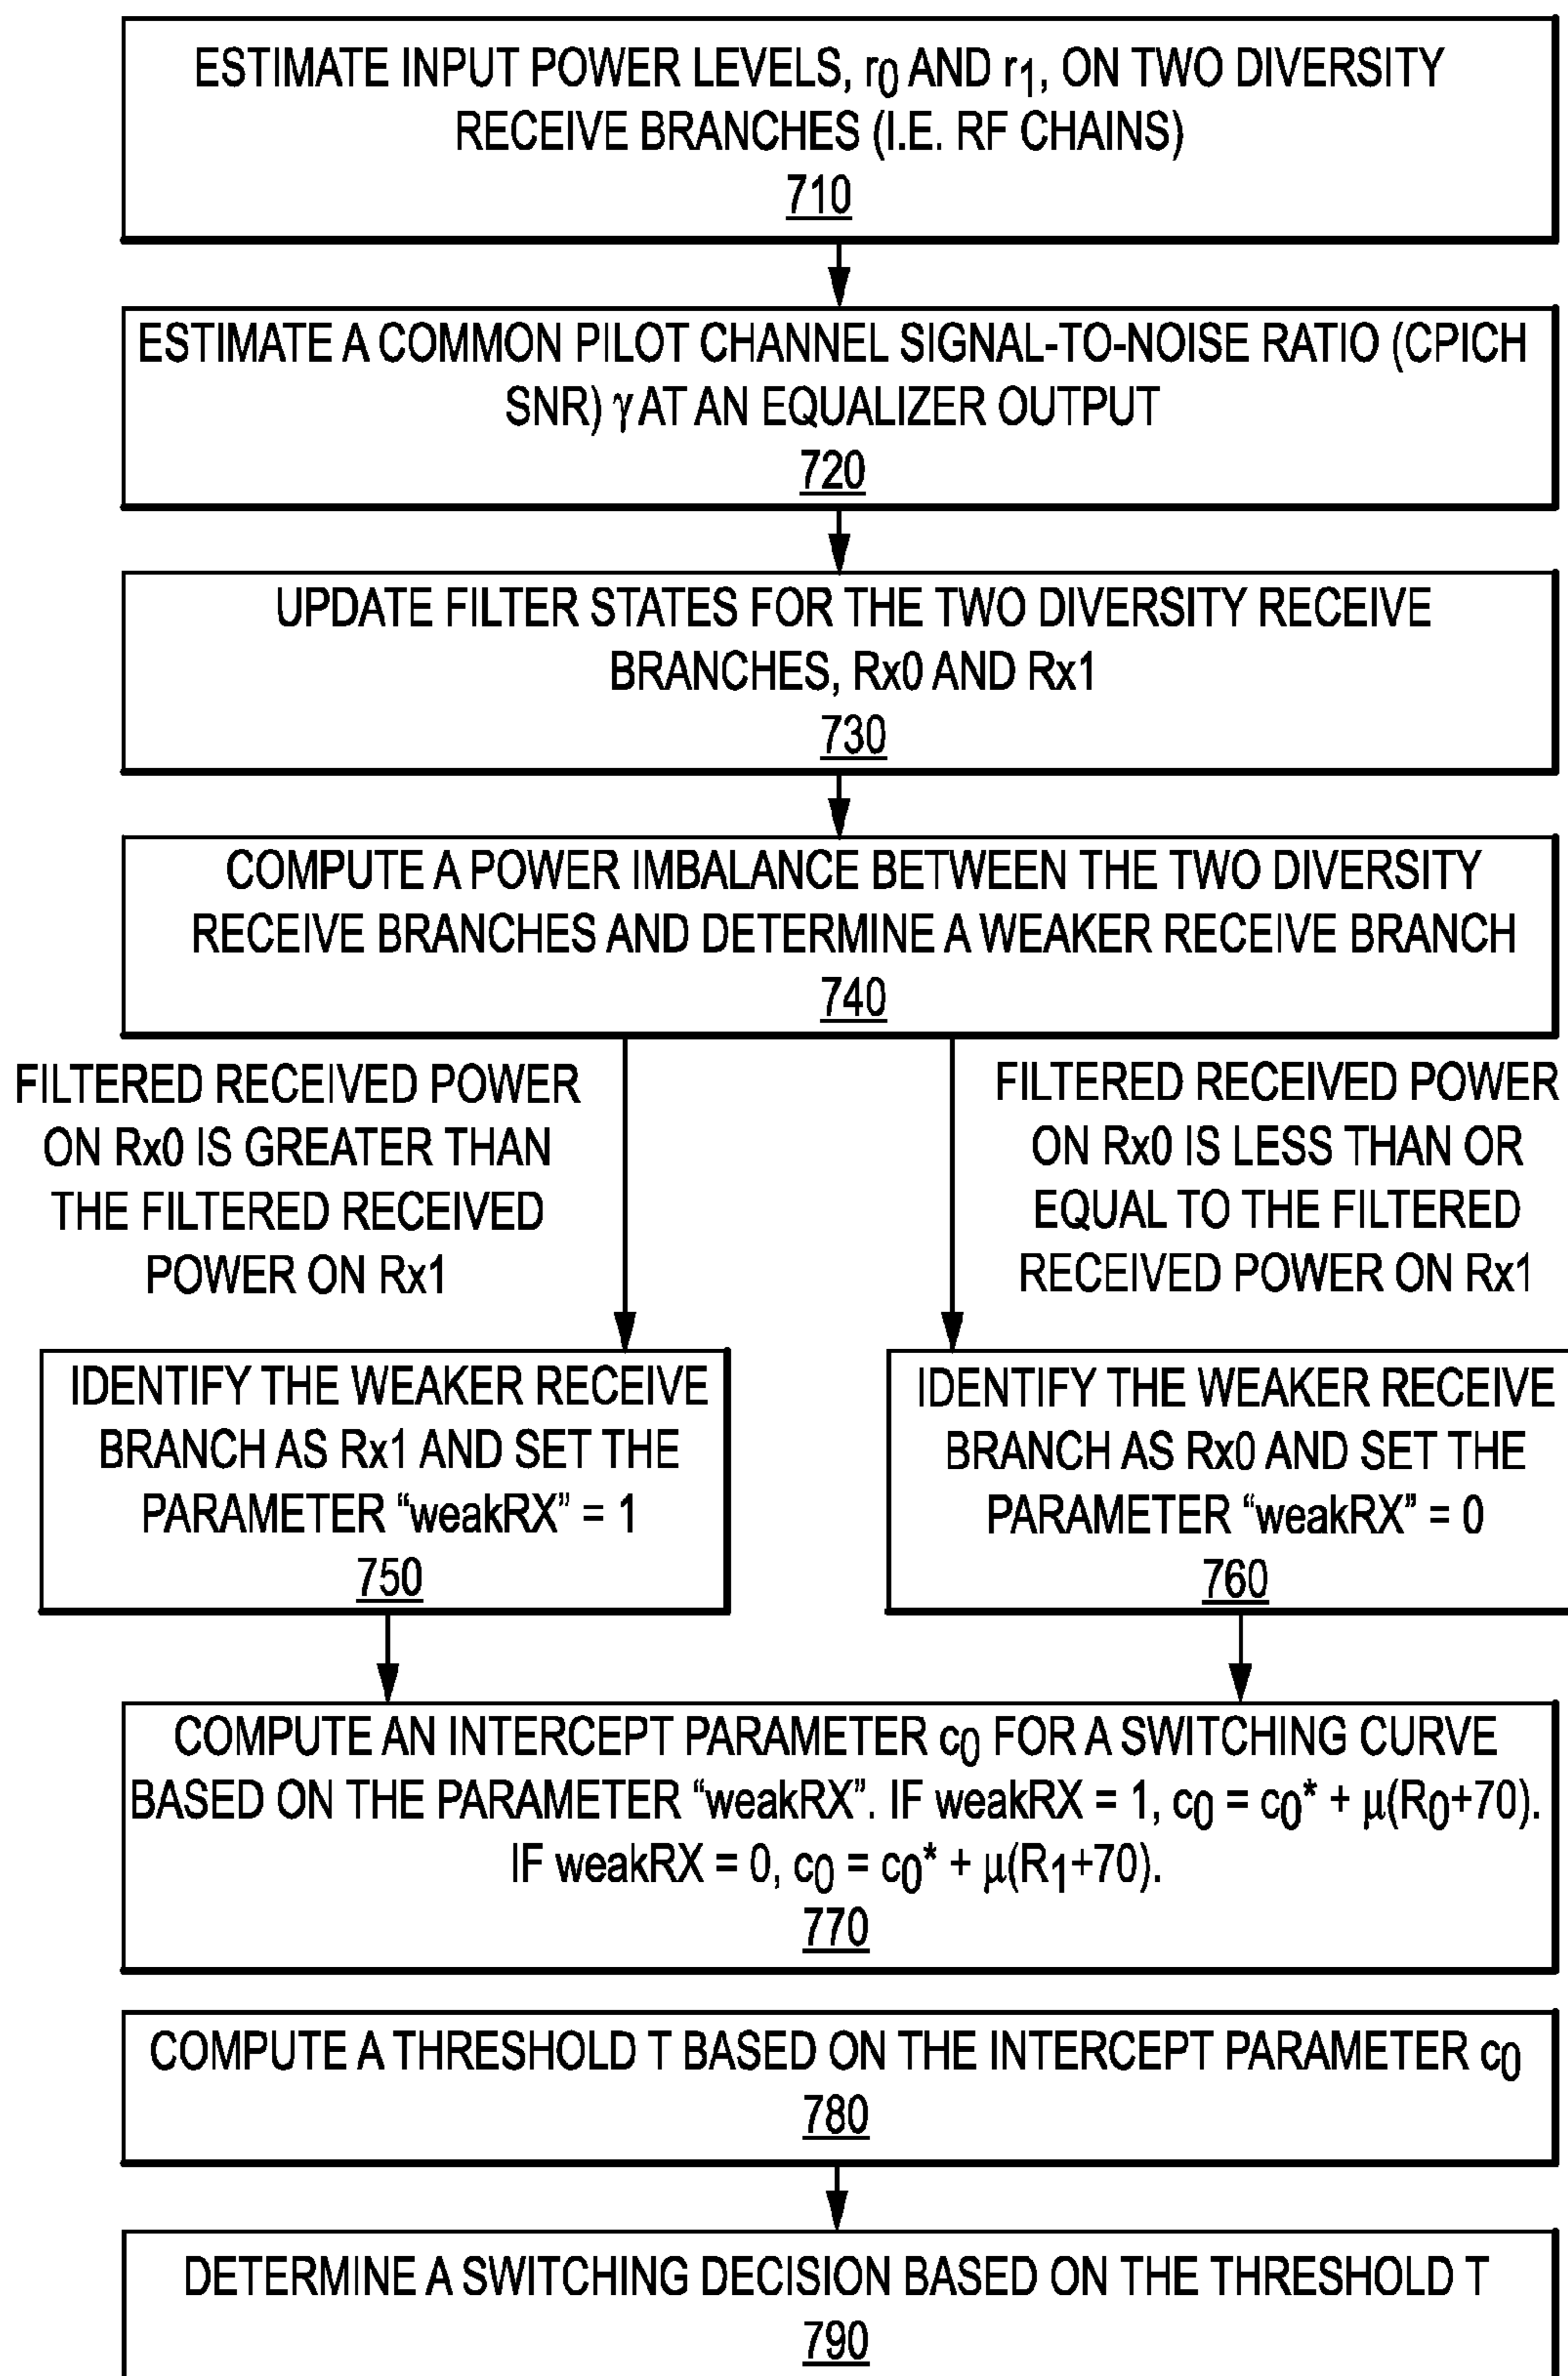 ESTIMATE INPUT POWER LEVELS, r0 AND r1, ON TWO DIVERSITY
RECEIVE BRANCHES (I.E. RF CHAINS)
710
ESTIMATE A COMMON PILOT CHANNEL SIGNAL-TO-NOISE RATIO (CPICH
SNR) γ AT AN EQUALIZER OUTPUT
720
UPDATE FILTER STATES FOR THE TWO DIVERSITY RECEIVE
BRANCHES, Rx0 AND Rx1
730
COMPUTE A POWER IMBALANCE BETWEEN THE TWO DIVERSITY
RECEIVE BRANCHES AND DETERMINE A WEAKER RECEIVE BRANCH
740
FILTERED RECEIVED POWER
ON Rx0 IS GREATER THAN
THE FILTERED RECEIVED
POWER ON Rx1
FILTERED RECEIVED POWER
ON Rx0 IS LESS THAN OR
EQUAL TO THE FILTERED
RECEIVED POWER ON Rx1
IDENTIFY THE WEAKER RECEIVE
BRANCH AS Rx1 AND SET THE
PARAMETER “weakRX” = 1
750
IDENTIFY THE WEAKER RECEIVE
BRANCH AS Rx0 AND SET THE
PARAMETER “weakRX” = 0
760
COMPUTE AN INTERCEPT PARAMETER c0 FOR A SWITCHING CURVE
BASED ON THE PARAMETER “weakRX”. IF weakRX = 1, c0 = c0* + μ(R0+70).
IF weakRX = 0, c0 = c0* + μ(R1+70).
770
COMPUTE A THRESHOLD T BASED ON THE INTERCEPT PARAMETER c0
780
DETERMINE A SWITCHING DECISION BASED ON THE THRESHOLD T
790